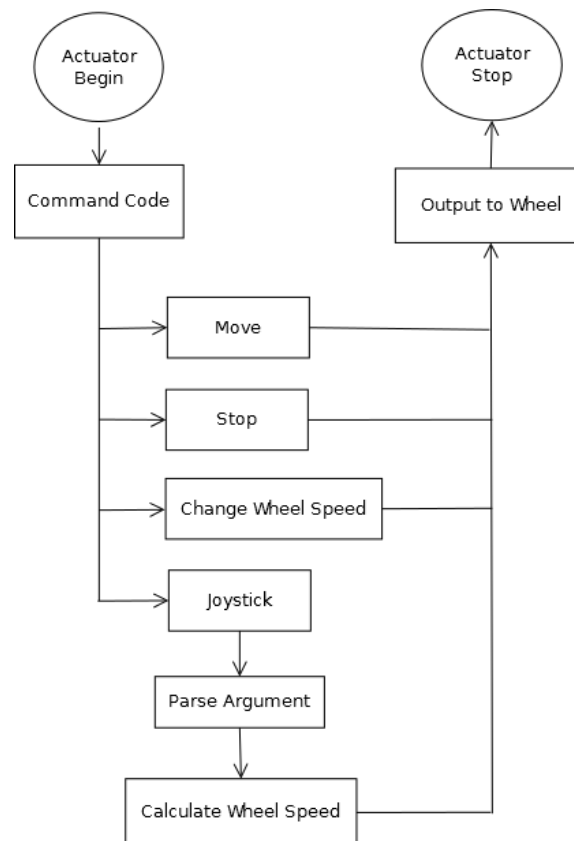 Actuator
Begin
Actuator
Stop
Command Code
Output to Wheel
Move
Stop
Change Wheel Speed
Joystick
Parse Argument
Calculate Wheel Speed